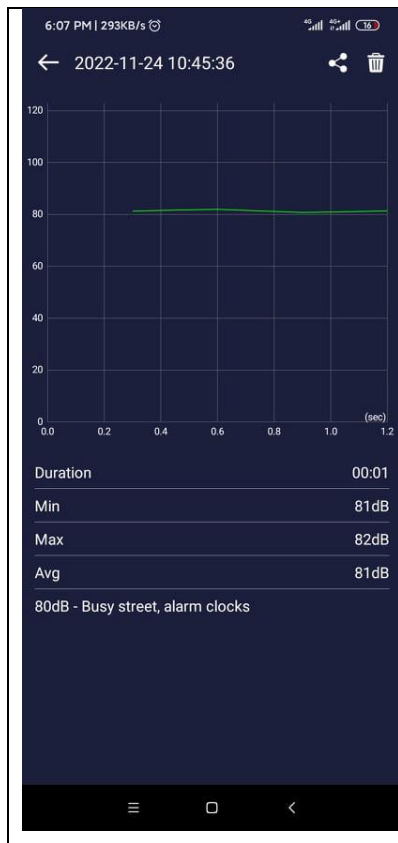 6:07 PM | 293KB/s 4G 4G+ 16
2022-11-24 10:45:36
120
100
80
60
40
20
0
(sec)
0.0 0.2 0.4 0.6 0.8 1.0 1.2
Duration 00:01
Min 81dB
Max 82dB
Avg 81dB
80dB - Busy street, alarm clocks